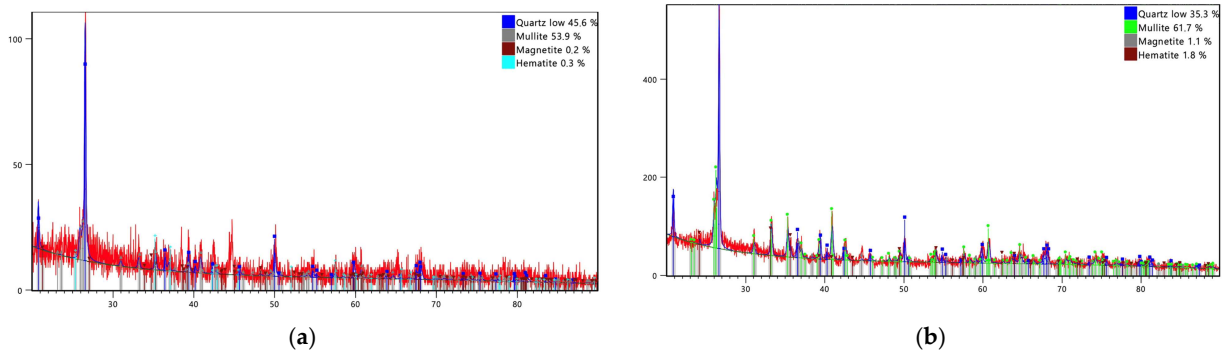 100
50
0
30
40
50
60
70
80
Quartz low 45.6 %
Mullite 53.9 %
Magnetite 0.2 %
Hematite 0.3 %
(a)
400
200
0
30
40
50
60
70
80
Quartz low 35.3 %
Mullite 61.7 %
Magnetite 1.1 %
Hematite 1.8 %
(b)